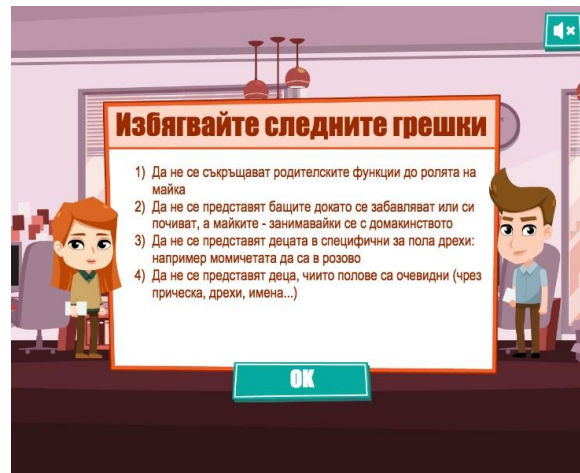 Избягвайте следните грешки
1) Да не се съкръщават родителските функции до ролята на
майка
2) Да не се представят бащите докато се забавляват или си
почиват, а майките - занимавайки се с домакинството
3) Да не се представят децата в специфични за пола дрехи:
например момичетата да са в розово
4) Да не се представят деца, чиито полове са очевидни (чрез
прическа, дрехи, имена...)
OK